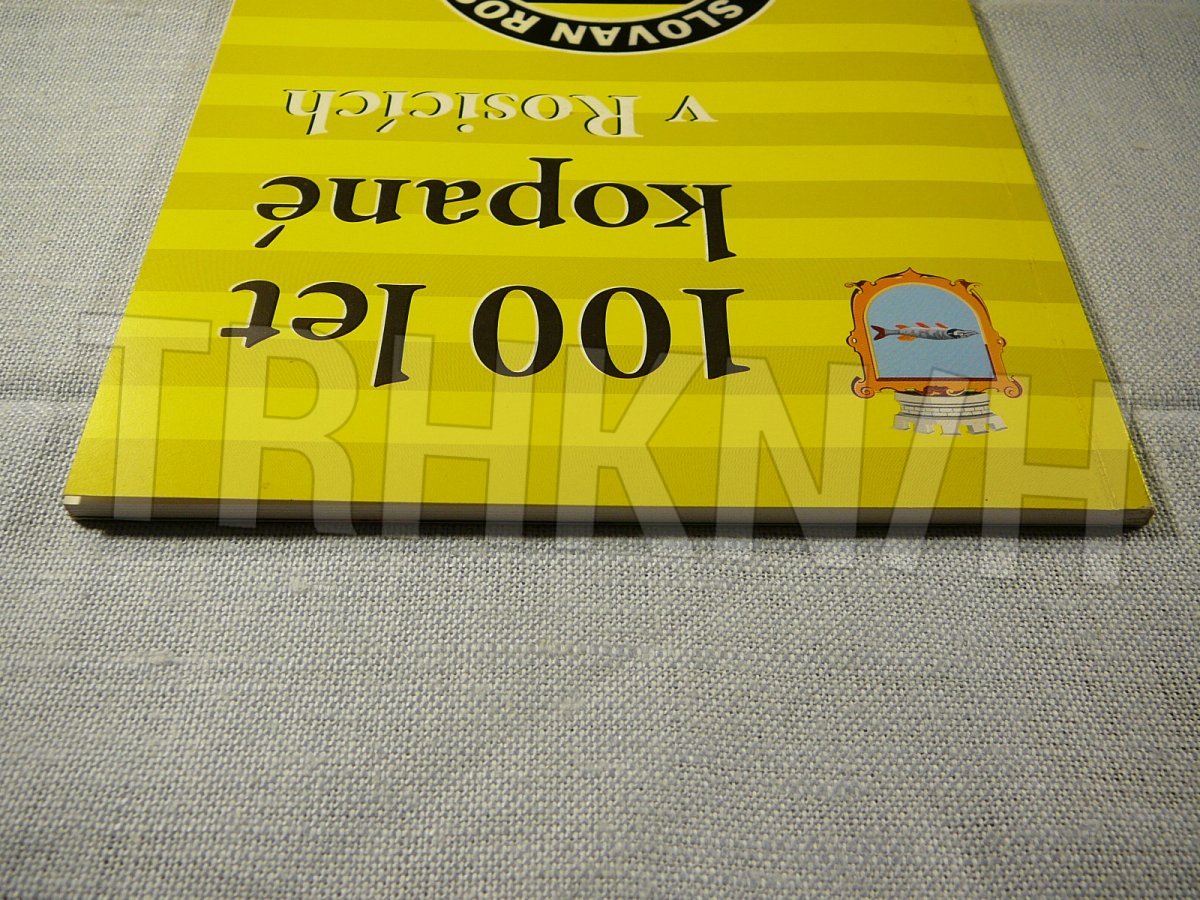 100 let
kopané
v Rosicích
SLOVAN
TRHKNIH